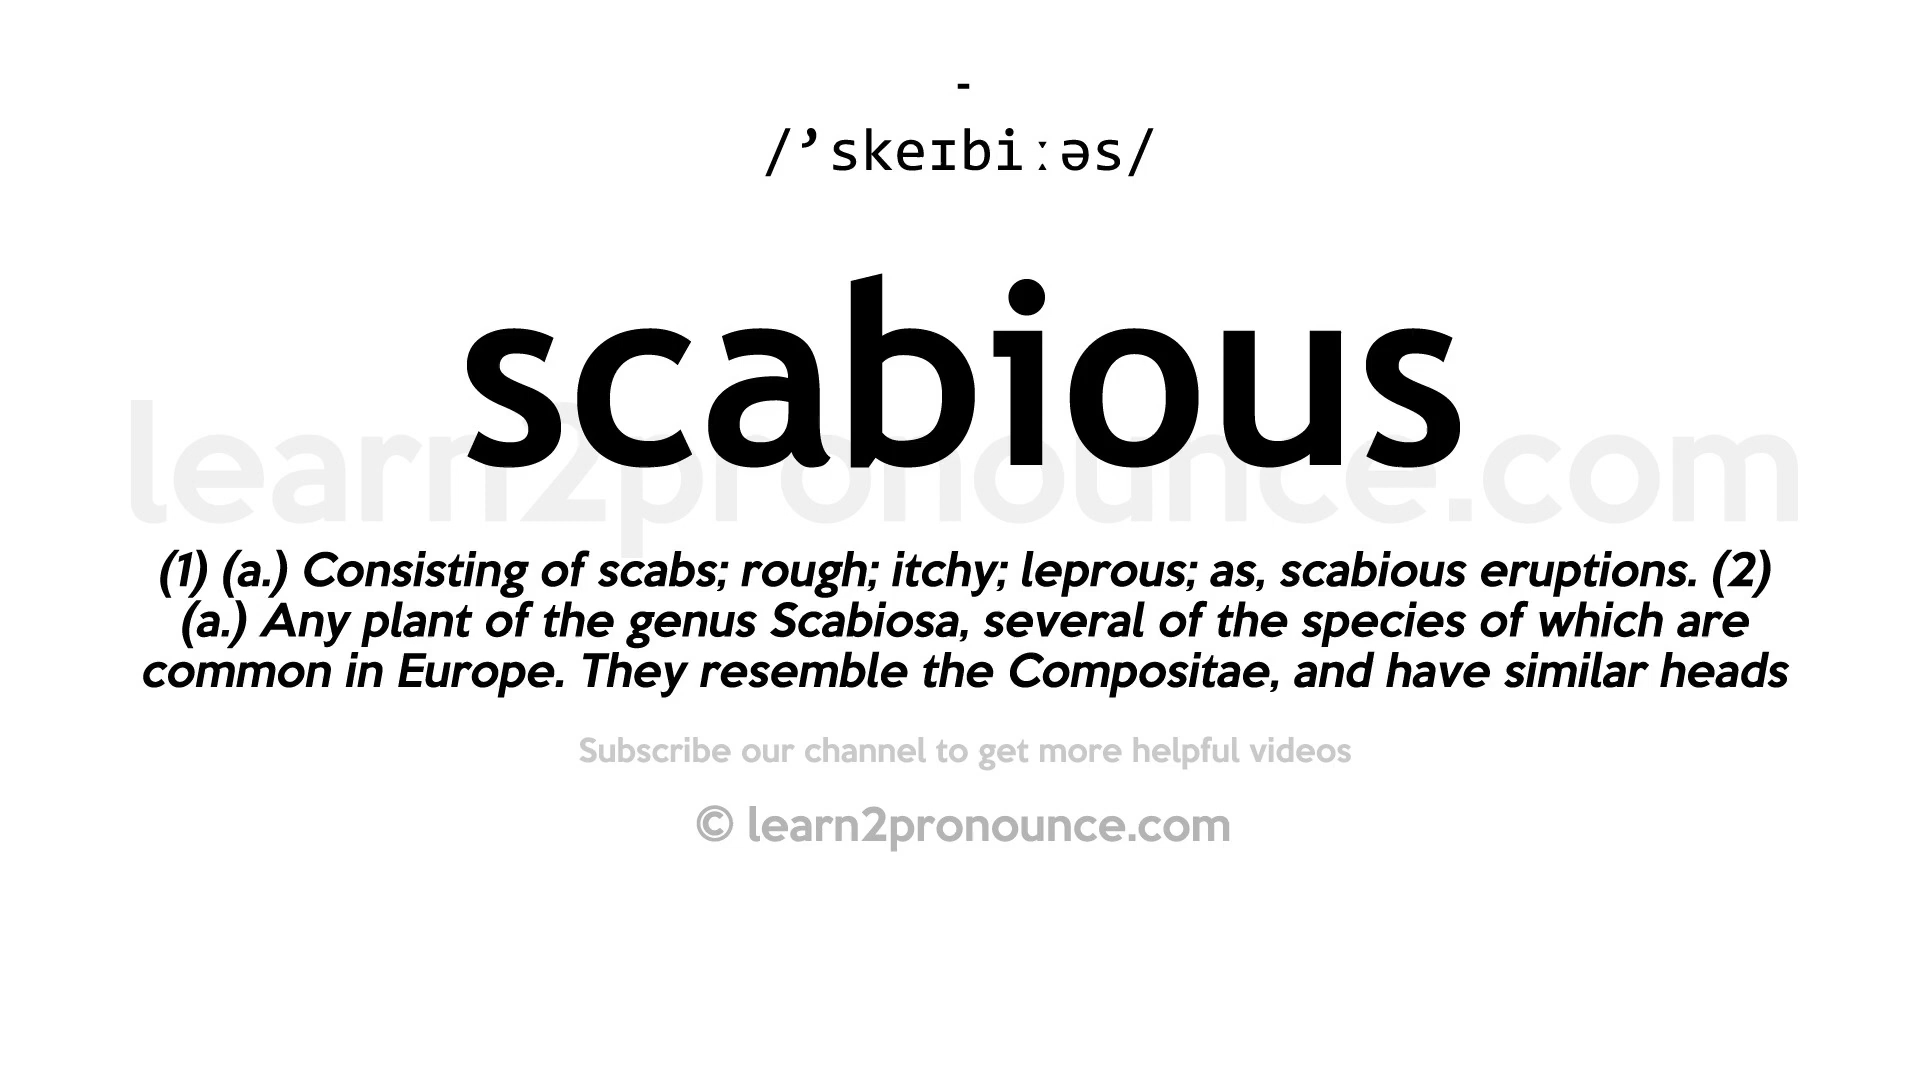 -
/ʼskeɪbiːəs/
scabious
learn2pronounce.com
(1) (a.) Consisting of scabs; rough; itchy; leprous; as, scabious eruptions. (2)
(a.) Any plant of the genus Scabiosa, several of the species of which are
common in Europe. They resemble the Compositae, and have similar heads
Subscribe our channel to get more helpful videos
© learn2pronounce.com